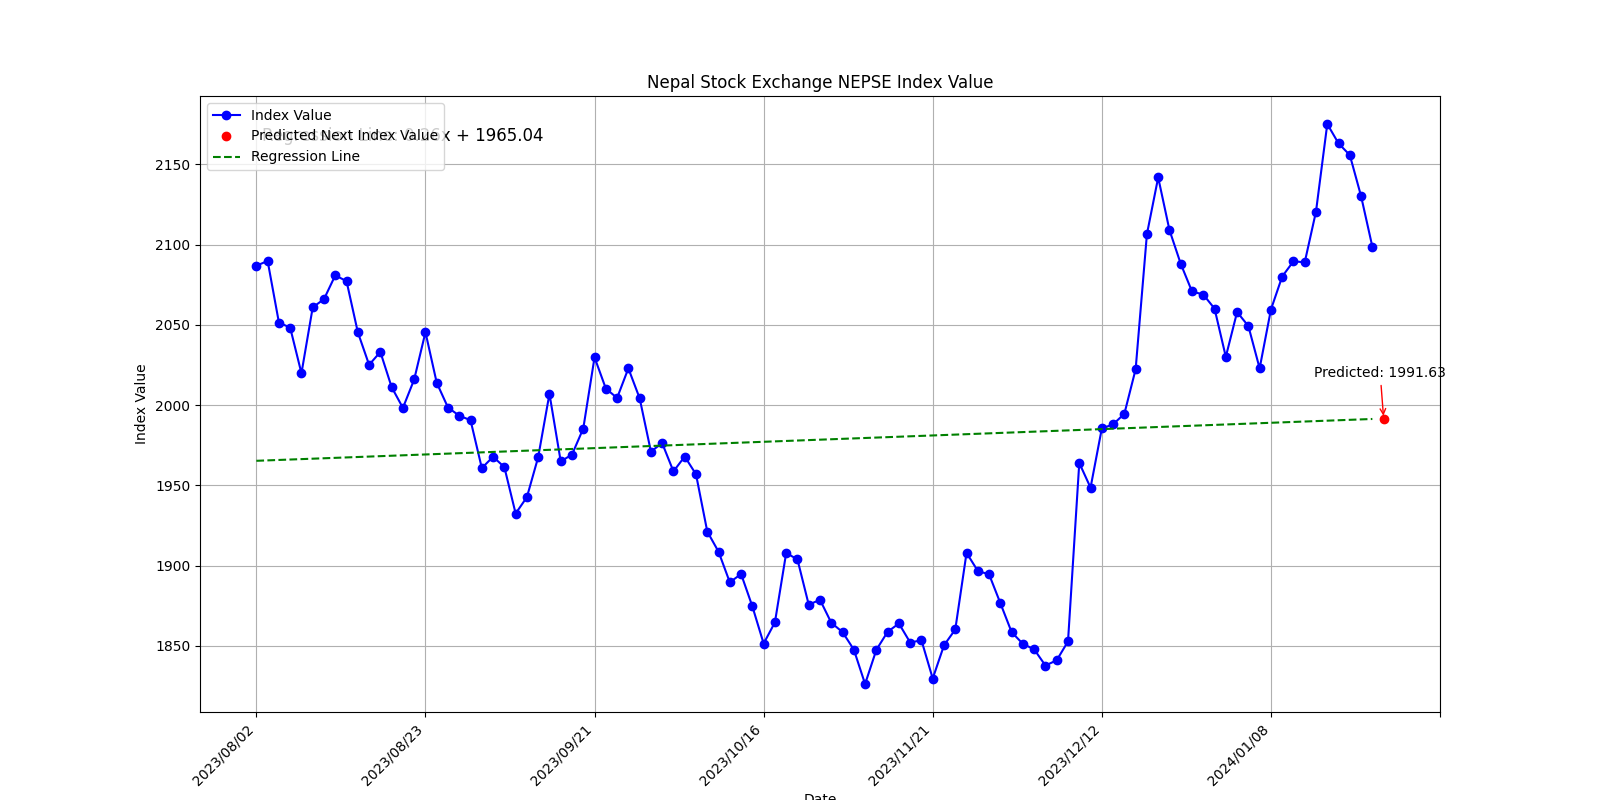 Nepal Stock Exchange NEPSE Index Value
Index Value
Predicted Next Index Value
x + 1965.04
Regression Line
2150
2100
2050
2000
1950
1900
1850
Index Value
Predicted: 1991.63
2023/08/02
2023/08/23
2023/09/21
2023/10/16
2023/11/21
2023/12/12
2024/01/08
Date